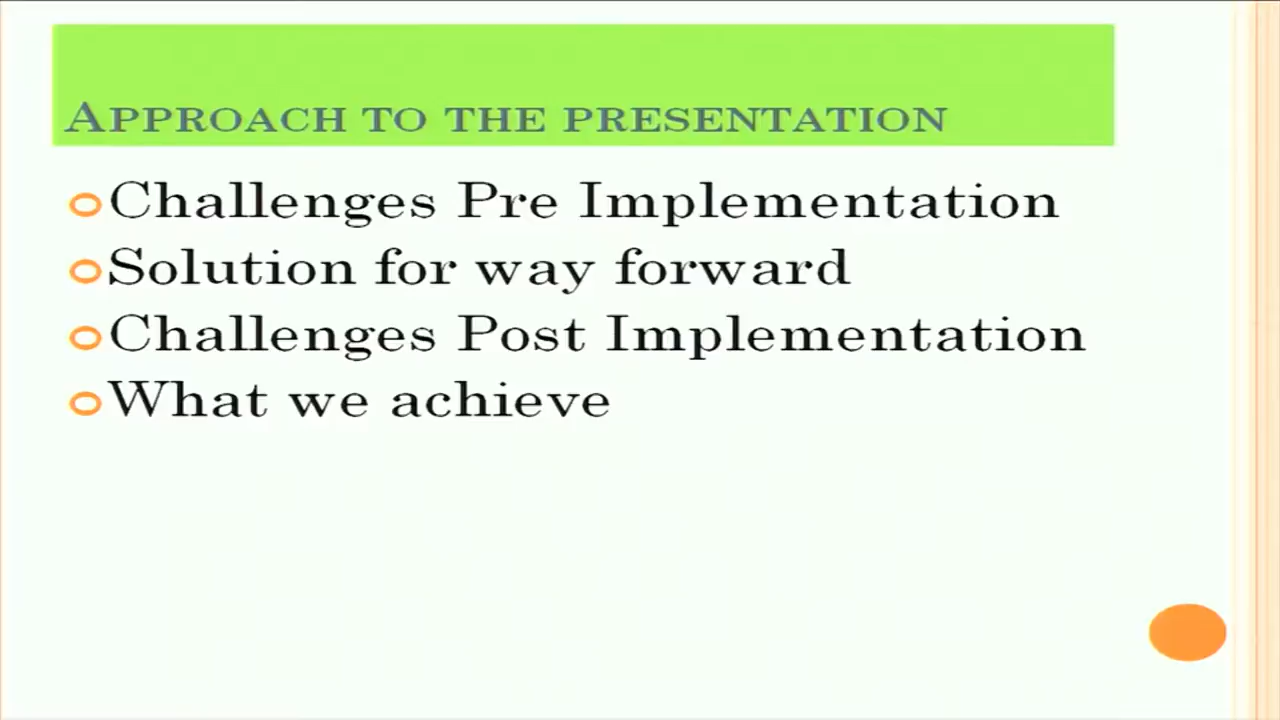 APPROACH TO THE PRESENTATION
Challenges Pre Implementation
Solution for way forward
Challenges Post Implementation
What we achieve